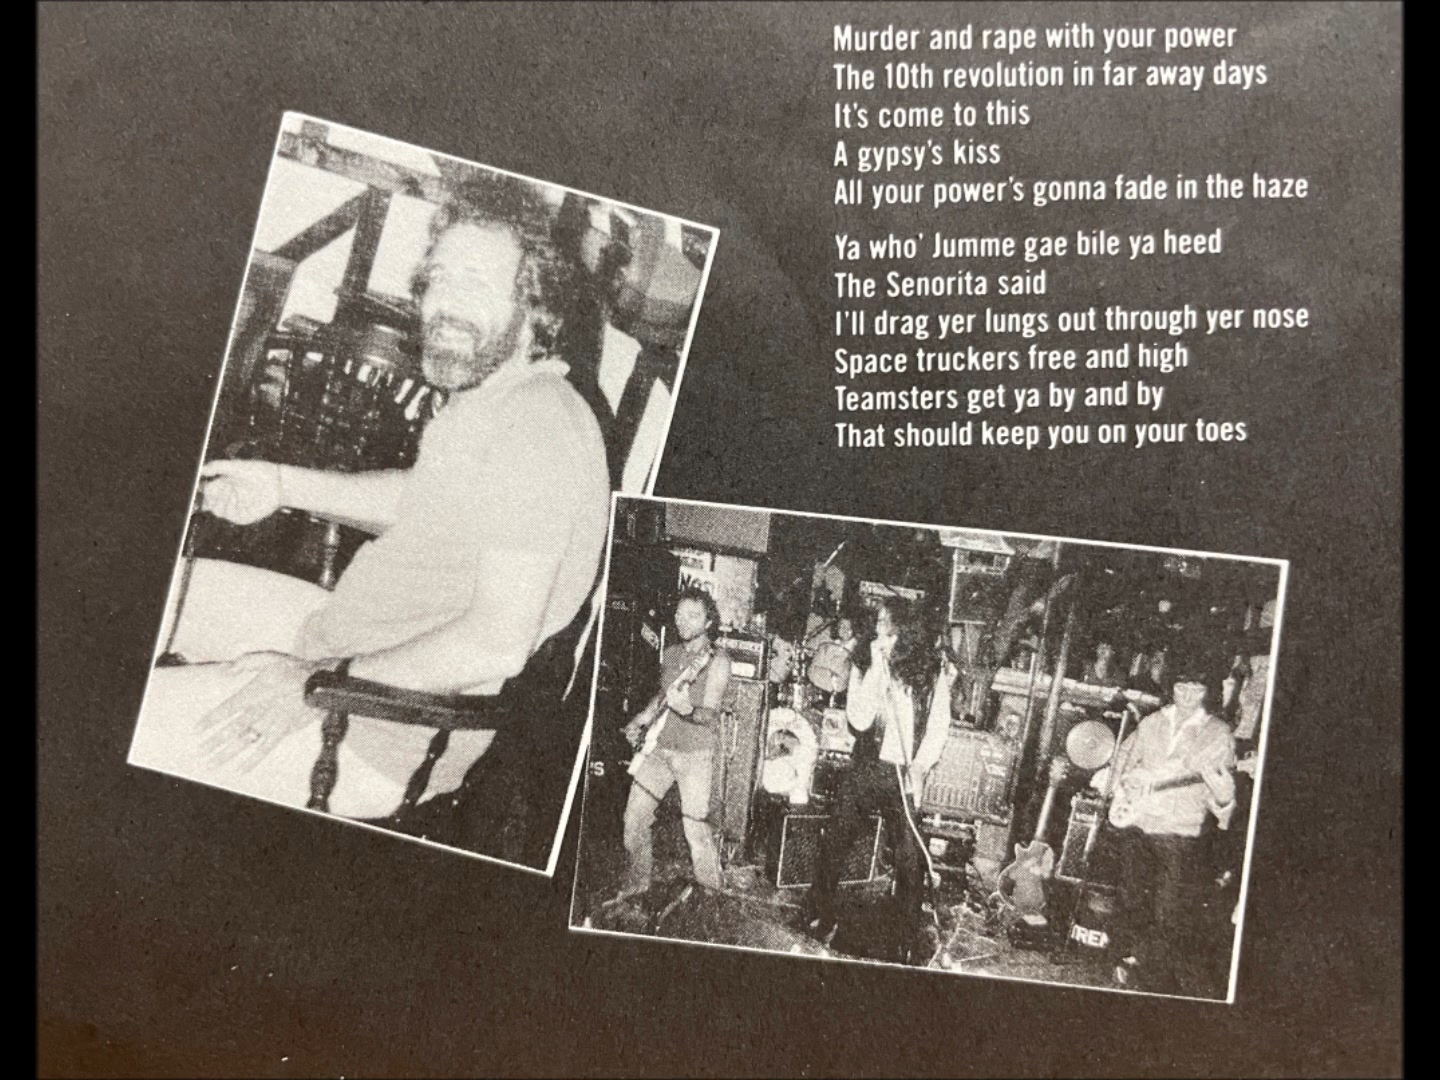 Murder and rape with your power
The 10th revolution in far away days
It's come to this
A gypsy's kiss
All your power's gonna fade in the haze
Ya who' Jumme gae bile ya heed
The Senorita said
I'll drag yer lungs out through yer nose
Space truckers free and high
Teamsters get ya by and by
That should keep you on your toes